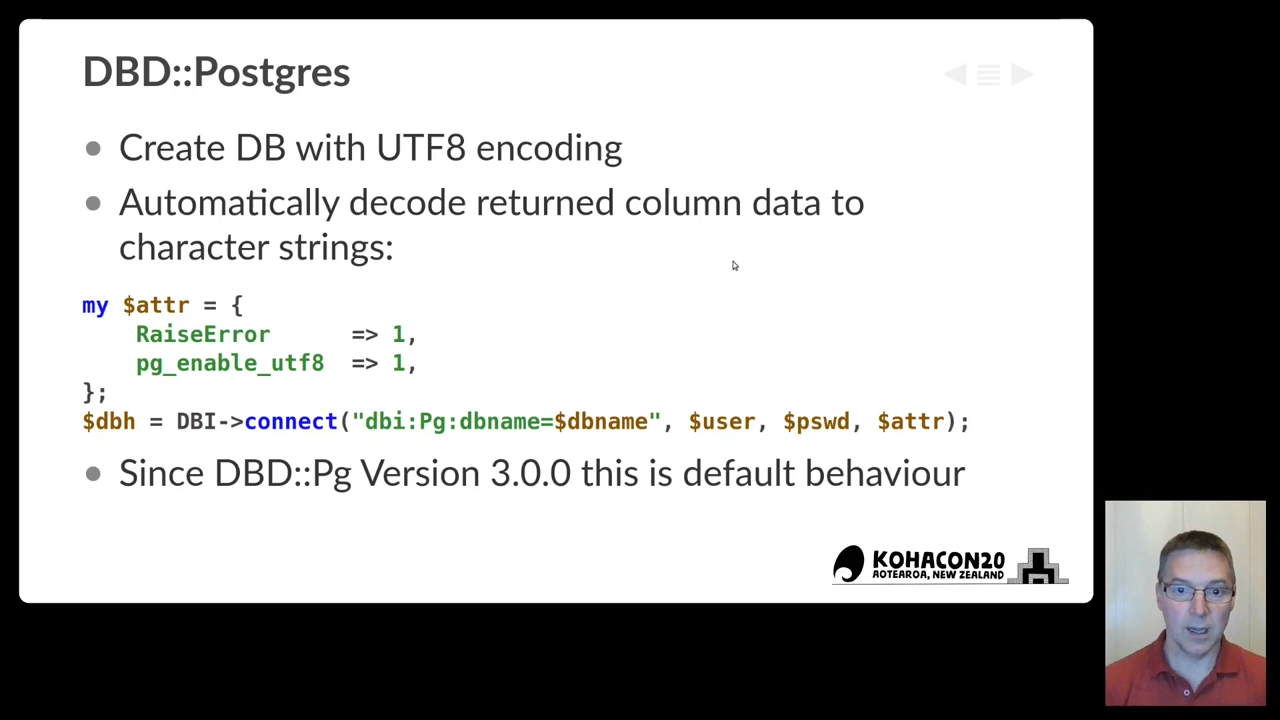 DBD::Postgres
Create DB with UTF8 encoding
Automatically decode returned column data to
character strings:
my $attr = {
    RaiseError      => 1,
    pg_enable_utf8  => 1,
};
$dbh = DBI->connect("dbi:Pg:dbname=$dbname", $user, $pswd, $attr);
Since DBD::Pg Version 3.0.0 this is default behaviour
KOHACON20
AOTEAROA, NEW ZEALAND